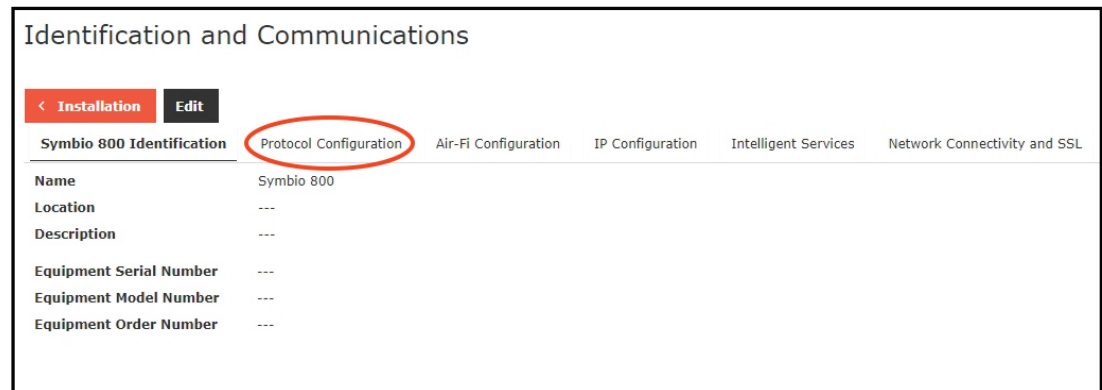 Identification and Communications
< Installation Edit
Symbio 800 Identification Protocol Configuration Air-Fi Configuration IP Configuration Intelligent Services Network Connectivity and SSL
Name Symbio 800
Location ---
Description ---
Equipment Serial Number ---
Equipment Model Number ---
Equipment Order Number ---